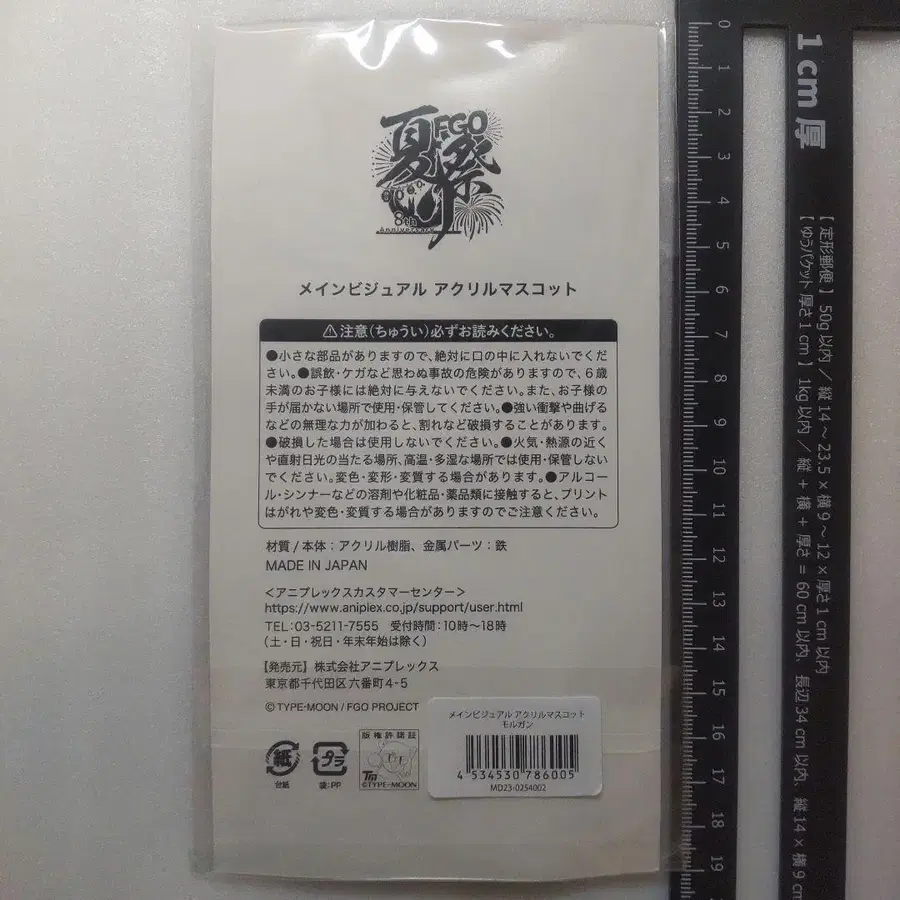 夏FGO祭
8th
Anniversary
メインビジュアル アクリルマスコット
⚠注意(ちゅうい)必ずお読みください。
●小さな部品がありますので、絶対に口の中に入れないでくだ
さい。●誤飲・ケガなど思わぬ事故の危険がありますので、6歳
未満のお子様には絶対に与えないでください。また、お子様の
手が届かない場所で使用・保管してください。●強い衝撃や曲げる
などの無理な力が加わると、割れなど破損することがあります。
●破損した場合は使用しないでください。●火気・熱源の近く
や直射日光の当たる場所、高温・多湿な場所では使用・保管しない
でください。変色・変形・変質する場合があります。●アルコー
ル・シンナーなどの溶剤や化粧品・薬品類に接触すると、プリント
はがれや変色・変質する場合がありますのでご注意ください。
材質/本体:アクリル樹脂、金属パーツ:鉄
MADE IN JAPAN
<アニプレックスカスタマーセンター>
https://www.aniplex.co.jp/support/user.html
TEL:03-5211-7555 受付時間:10時〜18時
(土・日・祝日・年末年始は除く)
【発売元】株式会社アニプレックス
東京都千代田区六番町4-5
©TYPE-MOON / FGO PROJECT
紙
台紙
プラ
袋:PP
版権許諾証
TM
©TYPE-MOON
メインビジュアル アクリルマスコット
モルガン
4 534530 786005
MD23-0254002
0
1
2
3
4
5
6
7
8
9
10
11
12
13
14
15
16
17
18
19
1 cm 厚
【 定形郵便 】 50g 以内 / 縦 14 〜 23.5 × 横 9 〜 12 × 厚さ 1 cm 以内
【 ゆうパケット 厚さ 1 cm 】 1kg 以内 / 縦 + 横 + 厚さ = 60 cm 以内、長辺 34 cm 以内、縦 14 × 横 9 cm